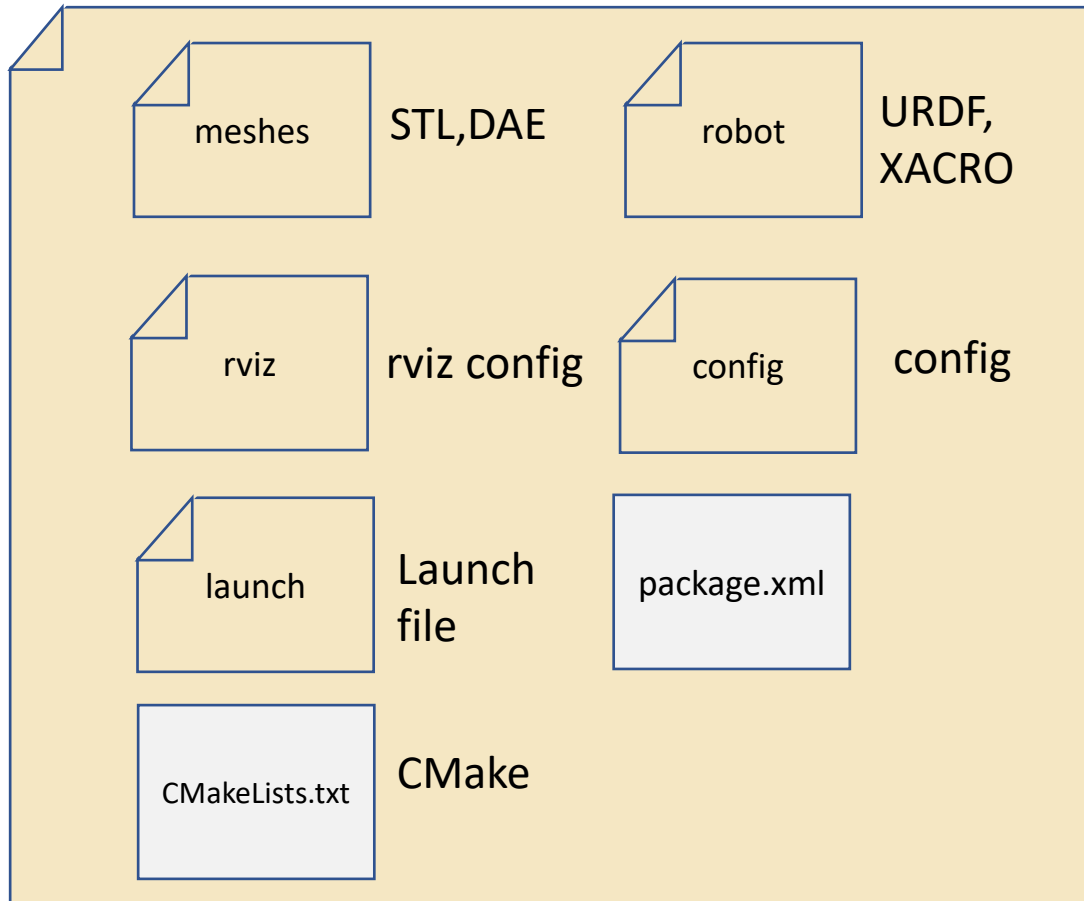 meshes
STL,DAE
robot
URDF,
XACRO
rviz
rviz config
config
config
launch
Launch
file
package.xml
CMakeLists.txt
CMake